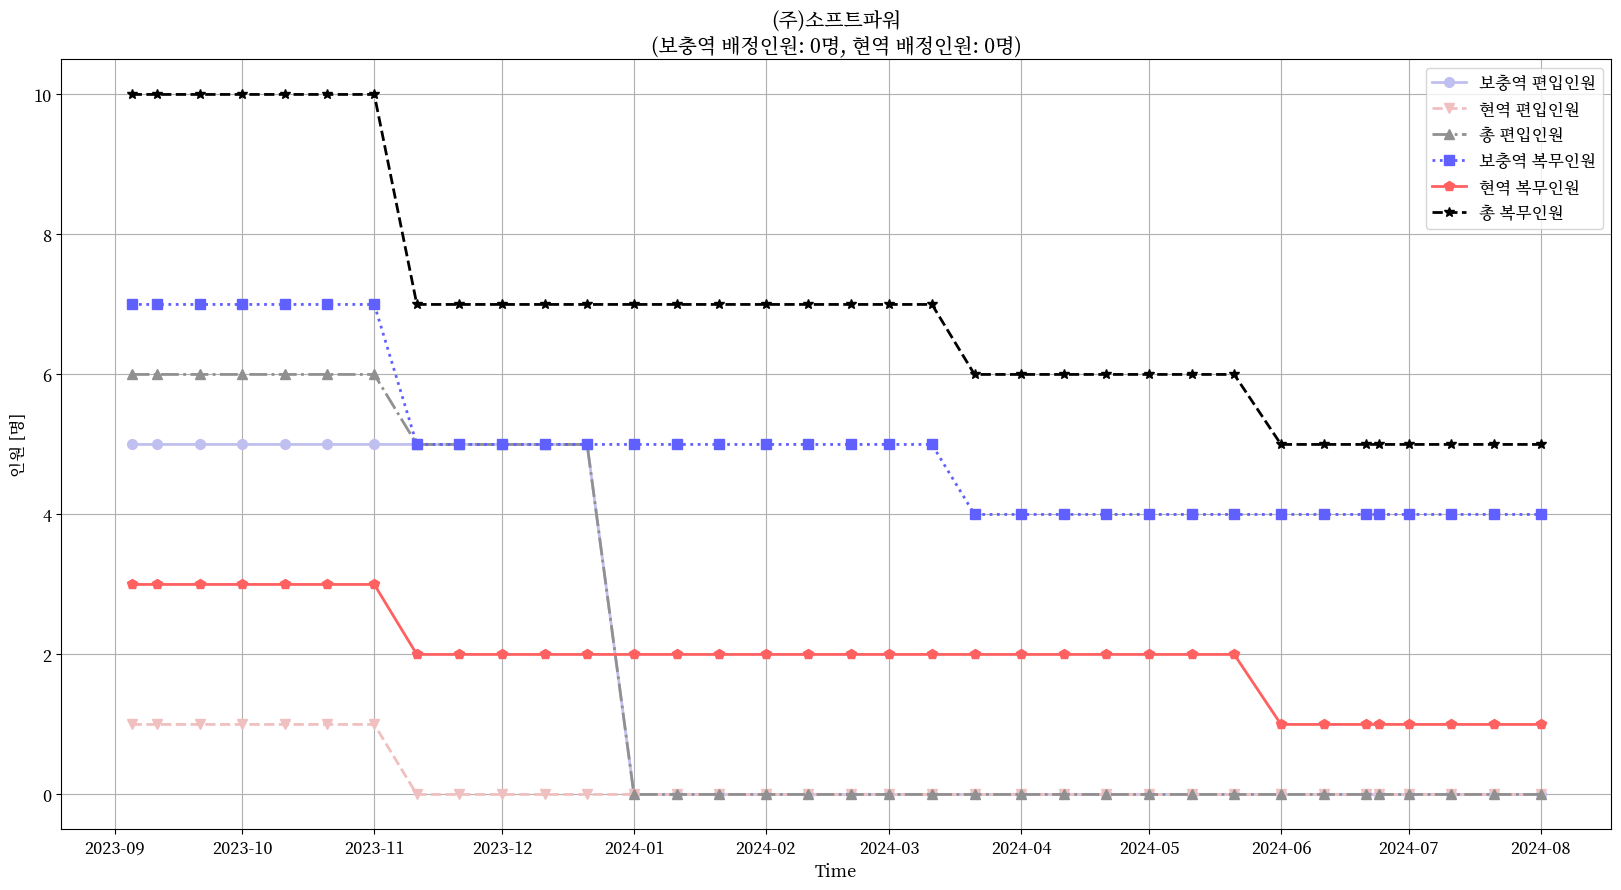 (주)소프트파워
(보충역 배정인원: 0명, 현역 배정인원: 0명)
보충역 편입인원
현역 편입인원
총 편입인원
보충역 복무인원
현역 복무인원
총 복무인원
10
8
6
4
2
0
인원 [명]
2023-09 2023-10 2023-11 2023-12 2024-01 2024-02 2024-03 2024-04 2024-05 2024-06 2024-07 2024-08
Time